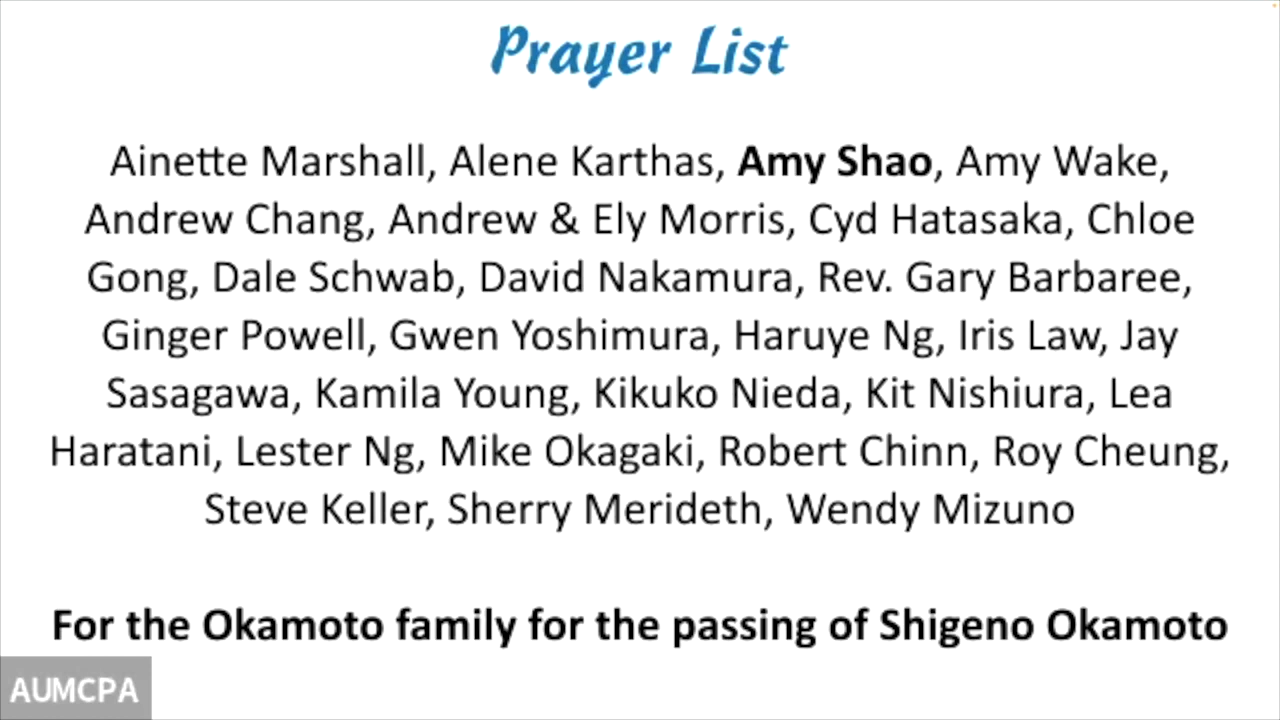 Prayer List
Ainette Marshall, Alene Karthas, Amy Shao, Amy Wake,
Andrew Chang, Andrew & Ely Morris, Cyd Hatasaka, Chloe
Gong, Dale Schwab, David Nakamura, Rev. Gary Barbaree,
Ginger Powell, Gwen Yoshimura, Haruye Ng, Iris Law, Jay
Sasagawa, Kamila Young, Kikuko Nieda, Kit Nishiura, Lea
Haratani, Lester Ng, Mike Okagaki, Robert Chinn, Roy Cheung,
Steve Keller, Sherry Merideth, Wendy Mizuno
For the Okamoto family for the passing of Shigeno Okamoto
AUMCPA